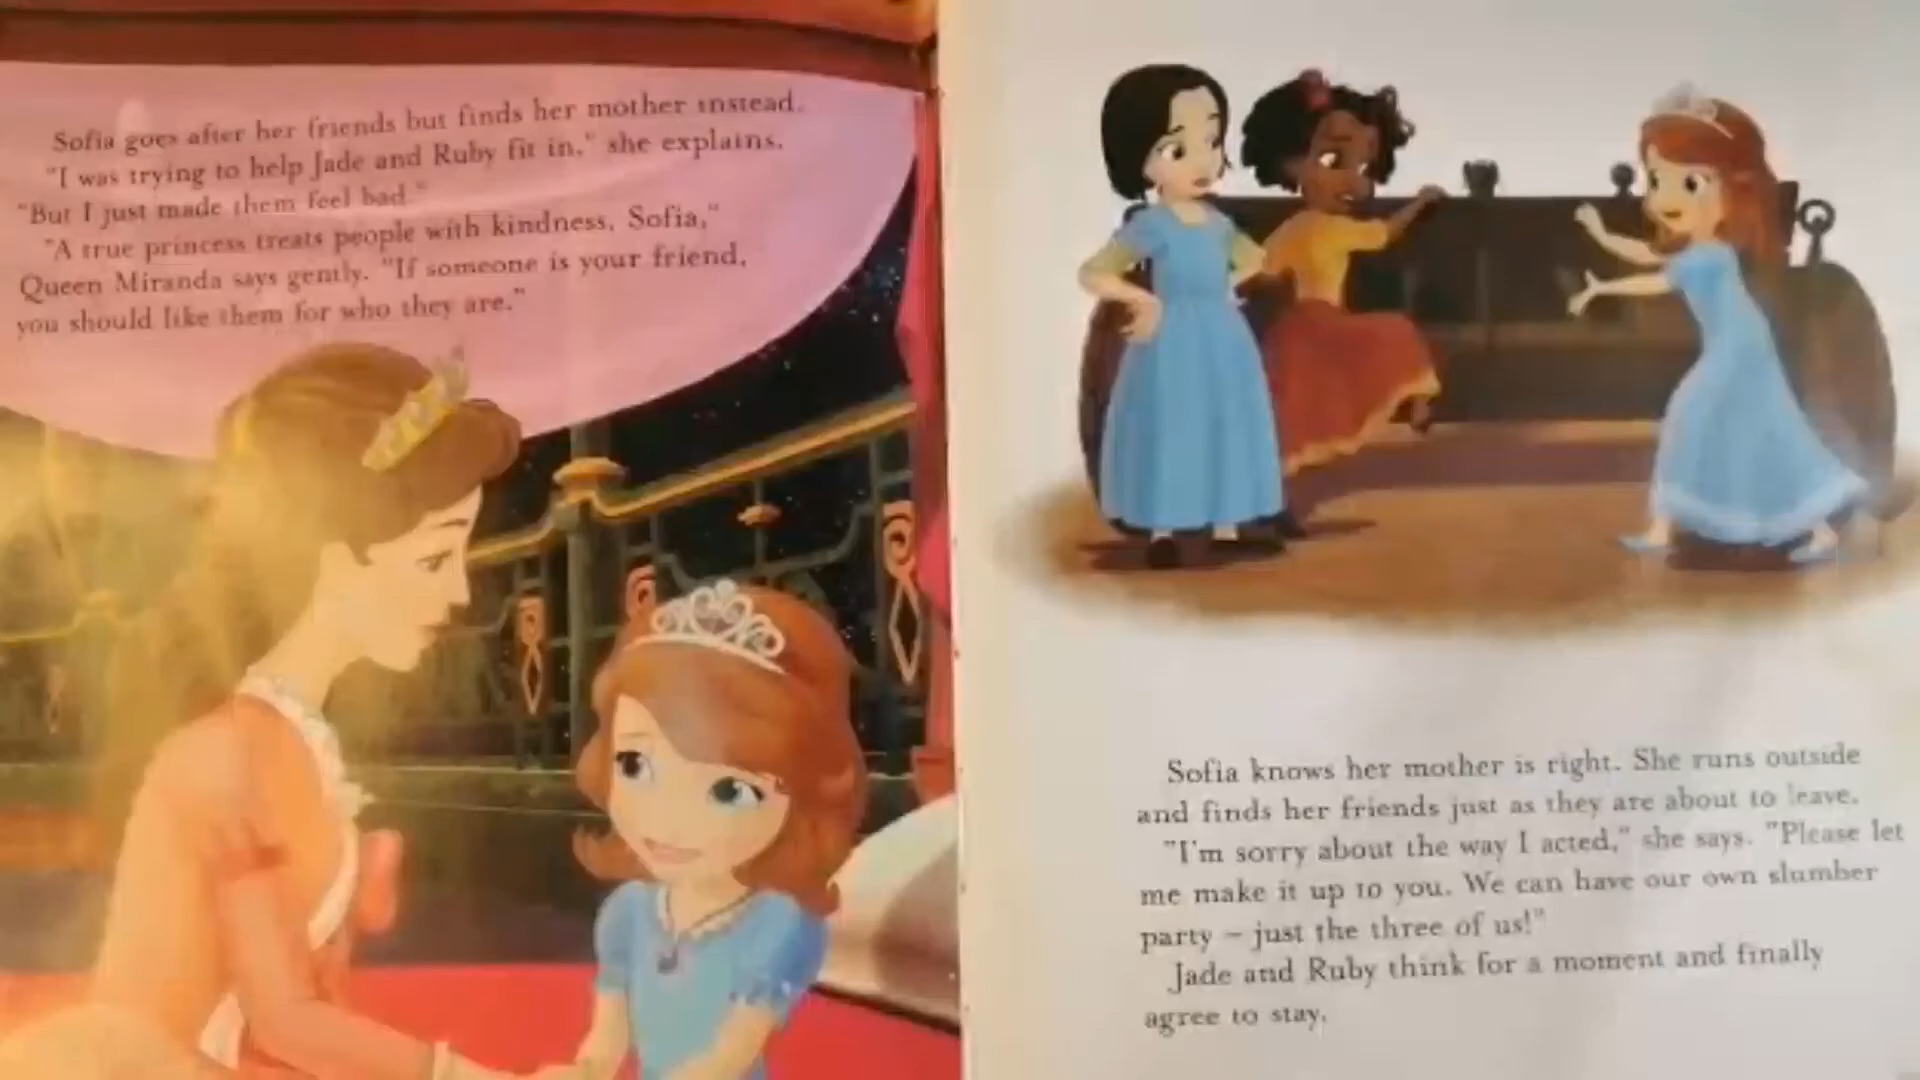 Sofia goes after her friends but finds her mother instead.
"I was trying to help Jade and Ruby fit in," she explains.
"But I just made them feel bad."
"A true princess treats people with kindness, Sofia,"
Queen Miranda says gently. "If someone is your friend,
you should like them for who they are."
Sofia knows her mother is right. She runs outside
and finds her friends just as they are about to leave.
"I'm sorry about the way I acted," she says. "Please let
me make it up to you. We can have our own slumber
party – just the three of us!"
Jade and Ruby think for a moment and finally
agree to stay.